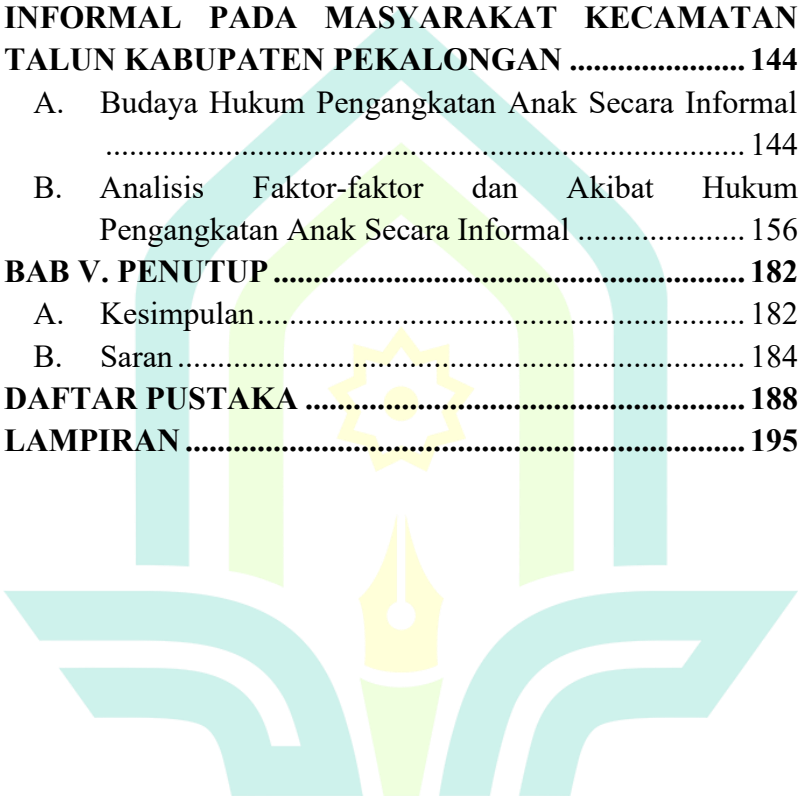 INFORMAL PADA MASYARAKAT KECAMATAN
TALUN KABUPATEN PEKALONGAN ...................... 144
A. Budaya Hukum Pengangkatan Anak Secara Informal
................................................................................ 144
B. Analisis Faktor-faktor dan Akibat Hukum
Pengangkatan Anak Secara Informal ..................... 156
BAB V. PENUTUP ........................................................... 182
A. Kesimpulan ............................................................. 182
B. Saran ....................................................................... 184
DAFTAR PUSTAKA ....................................................... 188
LAMPIRAN ...................................................................... 195